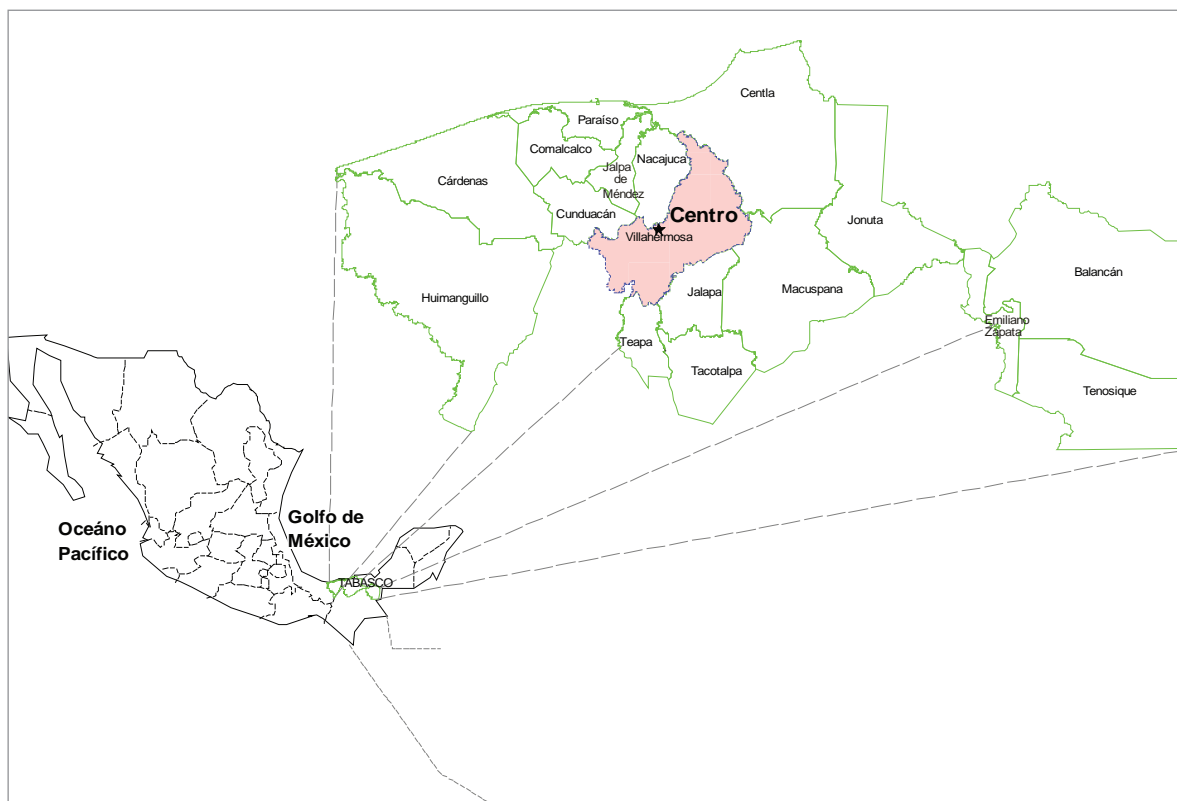 Centla
Paraíso
Comalcalco
Nacajuca
Jalpa
de
Méndez
Cárdenas
Cunduacán
Centro
Villahermosa
Jonuta
Balancán
Huimanguillo
Jalapa
Macuspana
Emiliano
Zapata
Teapa
Tacotalpa
Tenosique
Oceáno
Pacífico
Golfo de
México
TABASCO